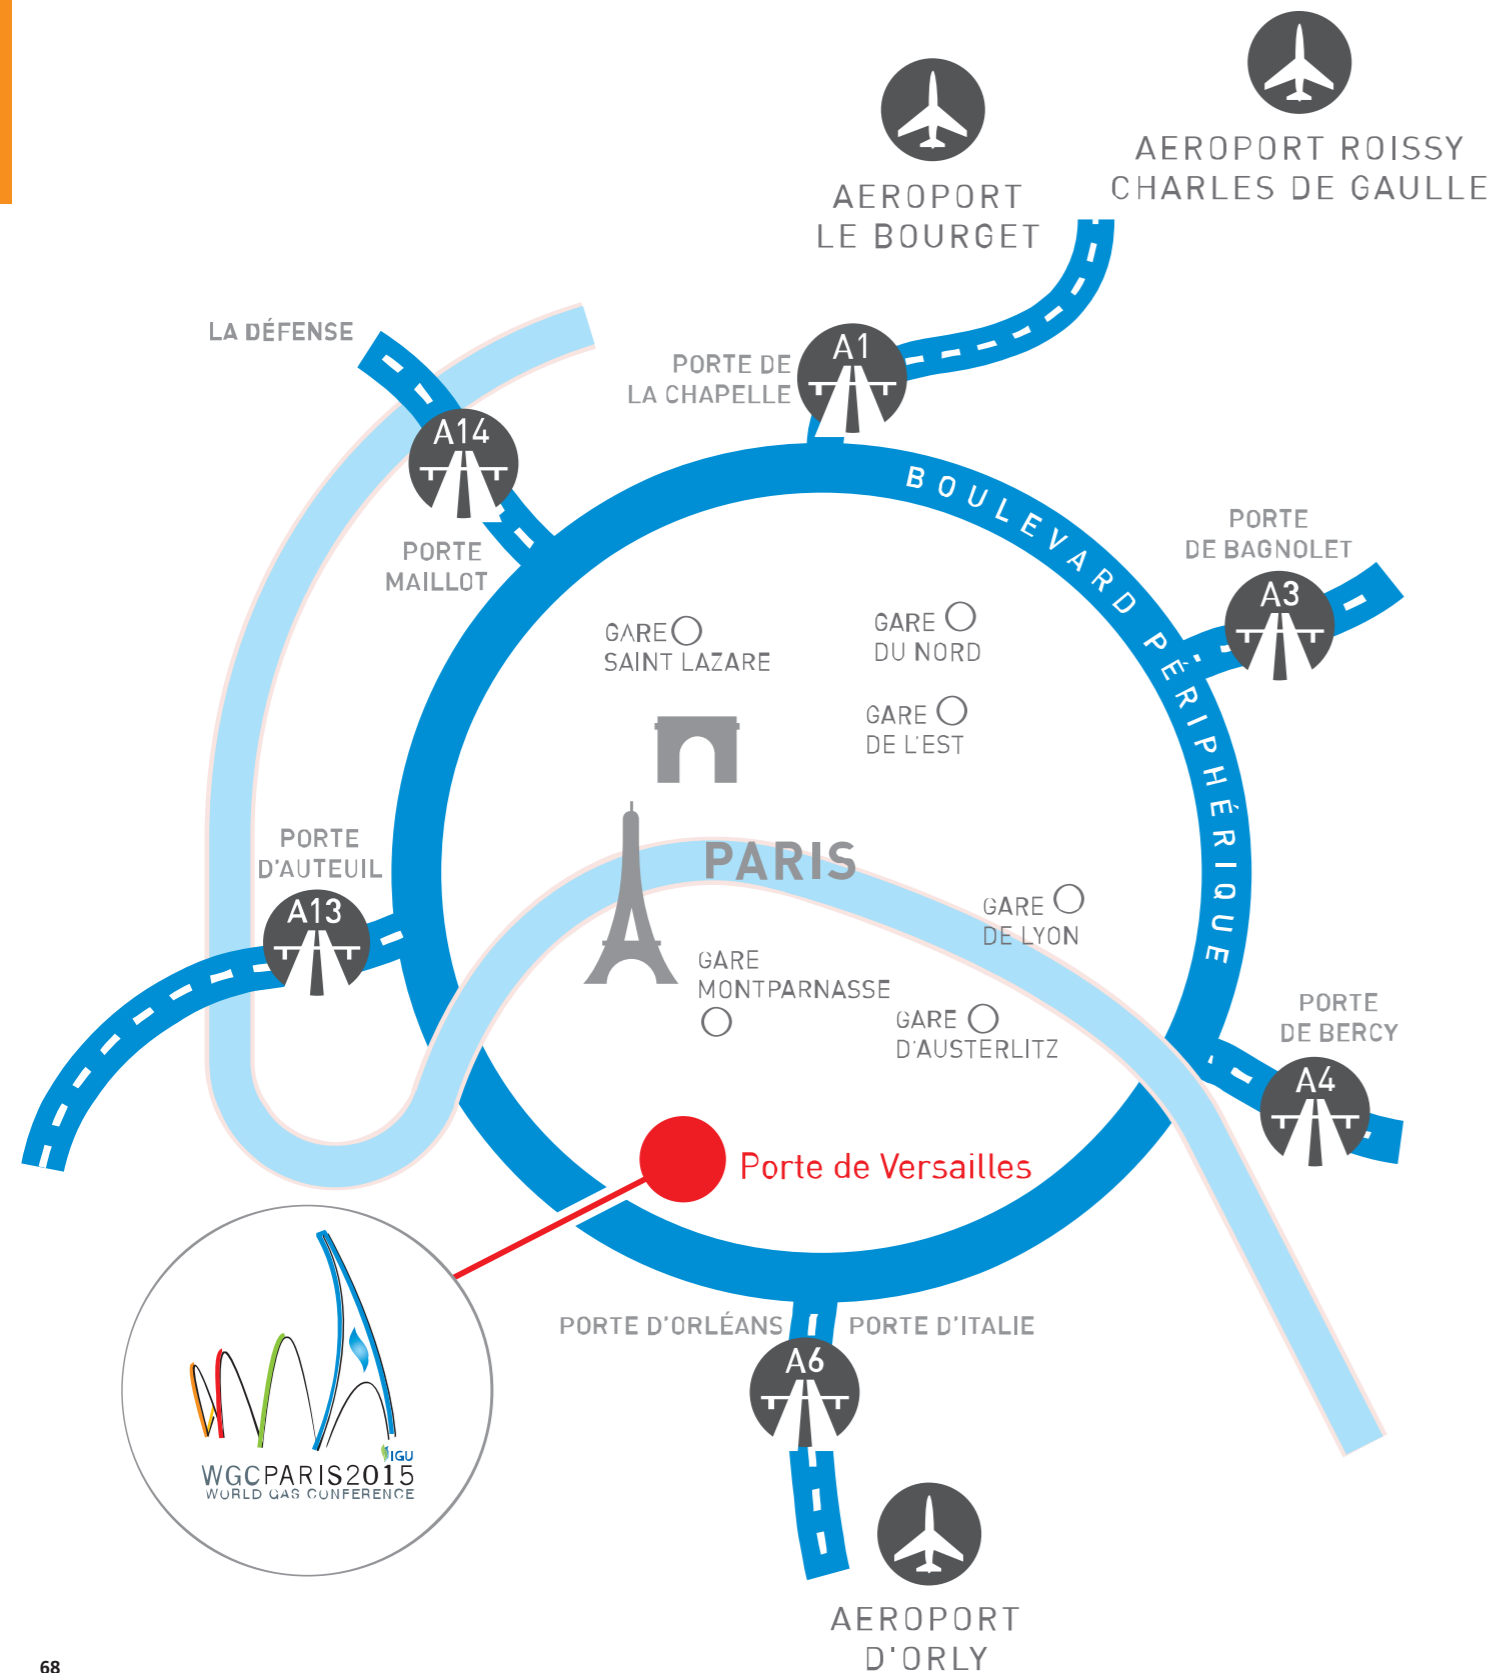 AEROPORT ROISSY
CHARLES DE GAULLE
AEROPORT
LE BOURGET
LA DÉFENSE
PORTE DE
LA CHAPELLE
A1
A14
PORTE
MAILLOT
BOULEVARD PÉRIPHÉRIQUE
PORTE
DE BAGNOLET
A3
GARE
SAINT LAZARE
GARE
DU NORD
GARE
DE L'EST
PORTE
D'AUTEUIL
A13
PARIS
GARE
DE LYON
GARE
MONTPARNASSE
GARE
D'AUSTERLITZ
PORTE
DE BERCY
A4
Porte de Versailles
PORTE D'ORLÉANS
PORTE D'ITALIE
A6
IGU
WGCPARIS2015
WORLD GAS CONFERENCE
AEROPORT
D'ORLY
68